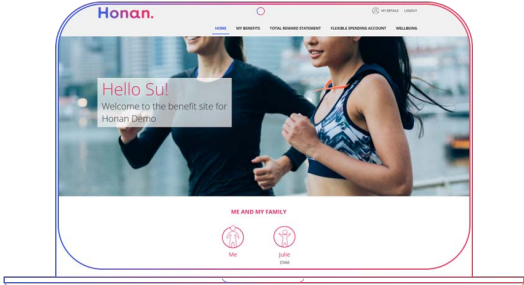 Honan.
MY DETAILS LOGOUT
HOME MY BENEFITS TOTAL REWARD STATEMENT FLEXIBLE SPENDING ACCOUNT WELLBEING
Hello Su!
Welcome to the benefit site for
Honan Demo
ME AND MY FAMILY
Me Julie
Child